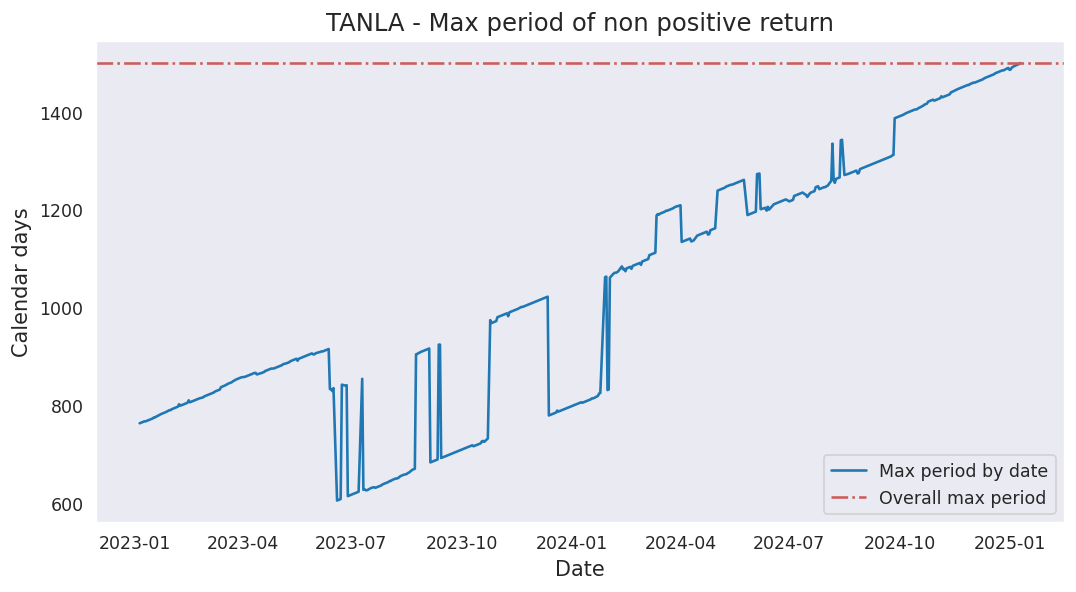 TANLA - Max period of non positive return
Calendar days
1400
1200
1000
800
600
2023-01 2023-04 2023-07 2023-10 2024-01 2024-04 2024-07 2024-10 2025-01
Date
Max period by date
Overall max period